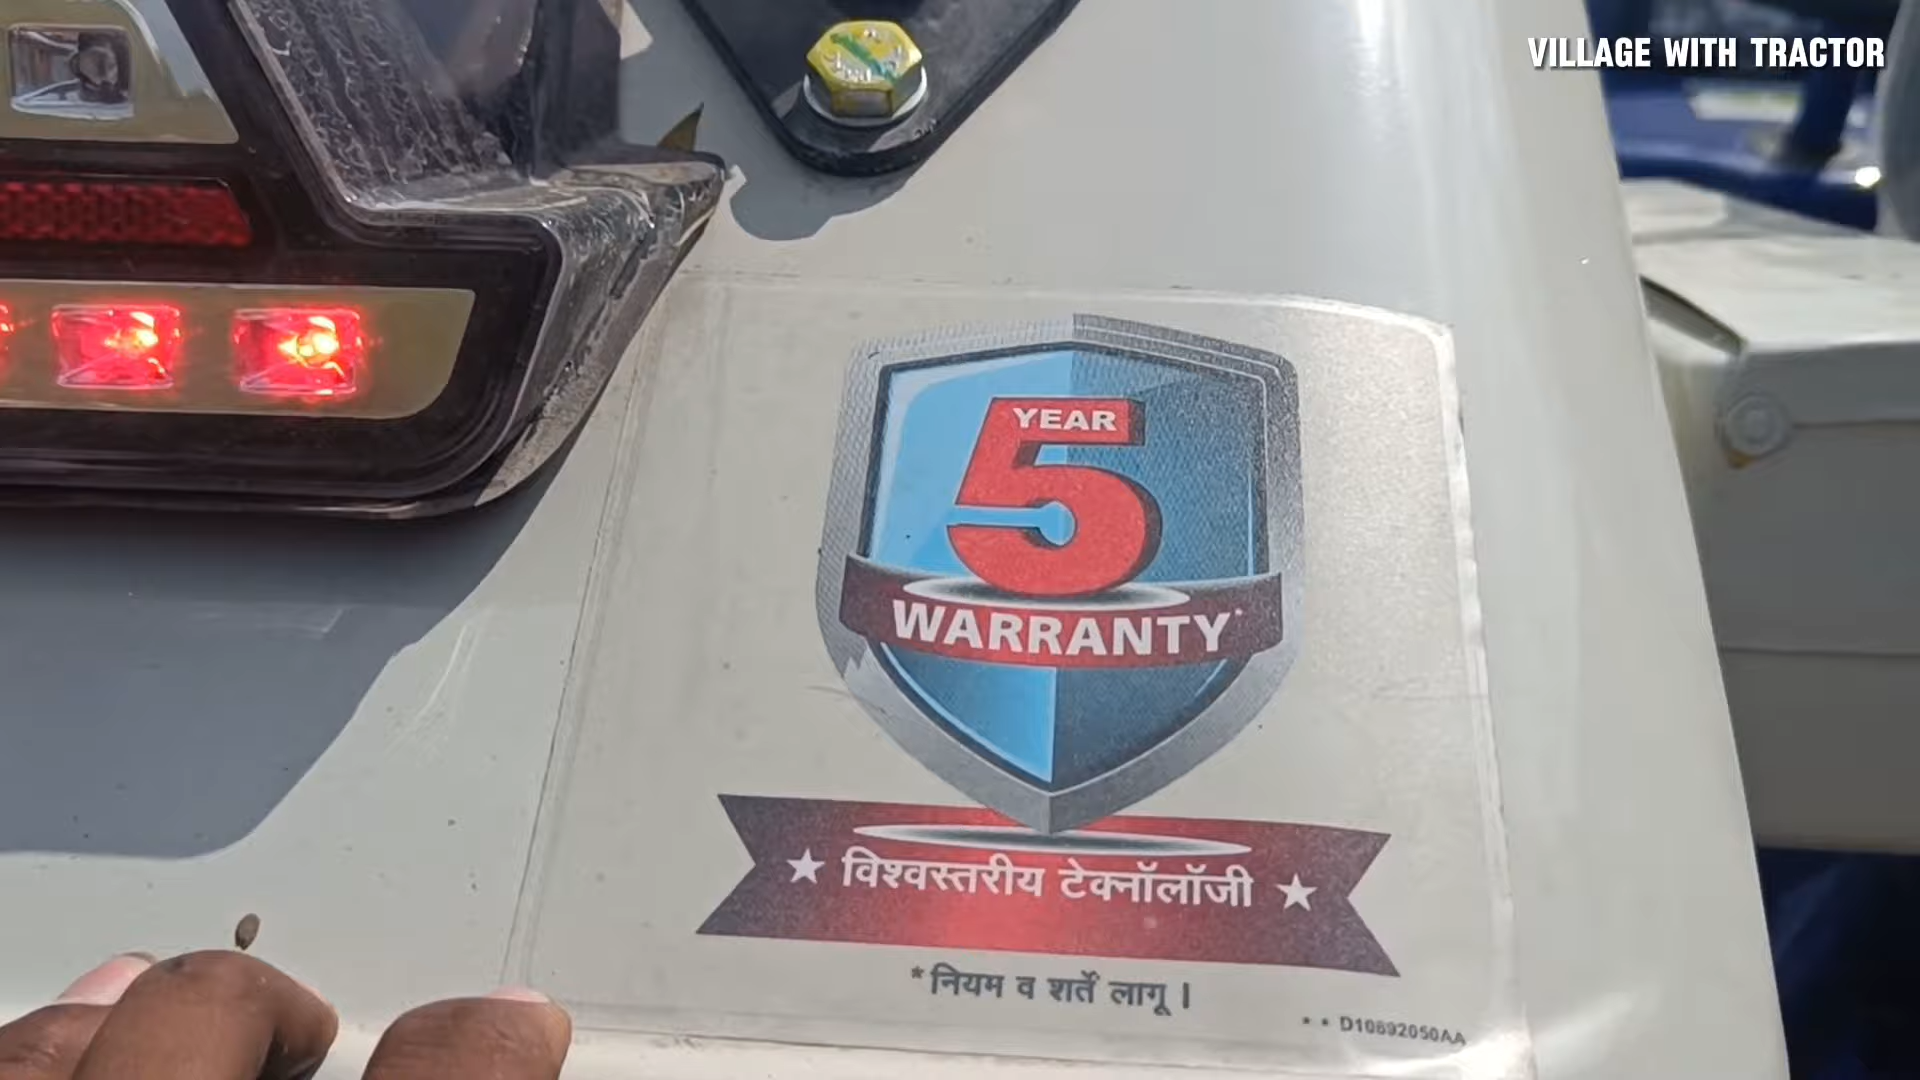 VILLAGE WITH TRACTOR
YEAR
5
WARRANTY*
★ विश्वस्तरीय टेक्नॉलॉजी ★
* नियम व शर्तें लागू ।
* * D10892050AA